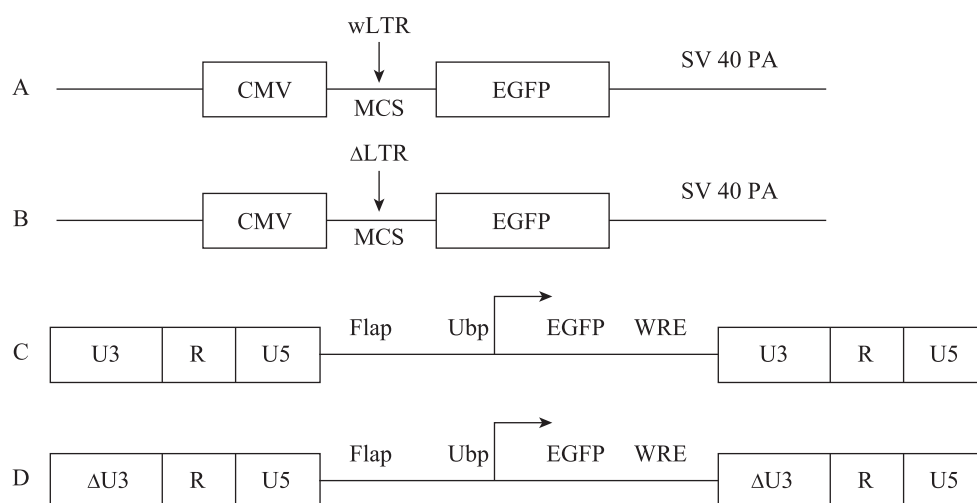 wLTR
A CMV MCS EGFP SV 40 PA
ΔLTR
B CMV MCS EGFP SV 40 PA
Flap Ubp EGFP WRE
C U3 R U5 U3 R U5
Flap Ubp EGFP WRE
D ΔU3 R U5 ΔU3 R U5